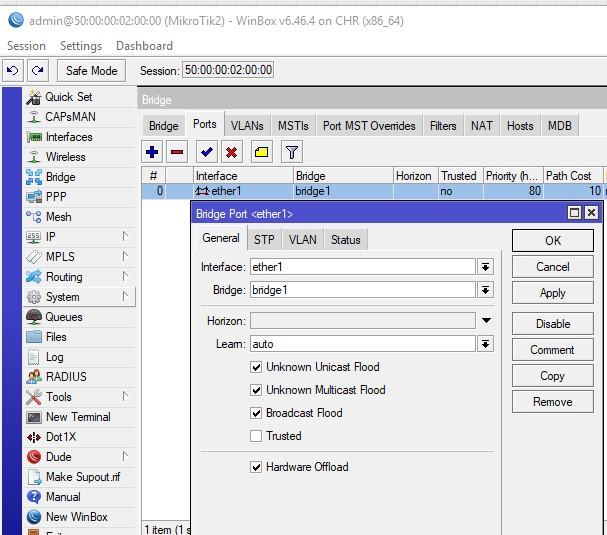 admin@50:00:00:02:00:00 (MikroTik2) - WinBox v6.46.4 on CHR (x86_64)
Session Settings Dashboard
Safe Mode Session: 50:00:00:02:00:00
Quick Set
CAPsMAN
Interfaces
Wireless
Bridge
PPP
Mesh
IP
MPLS
Routing
System
Queues
Files
Log
RADIUS
Tools
New Terminal
Dot1X
Dude
Make Supout.rif
Manual
New WinBox
Bridge
Bridge Ports VLANs MSTIs Port MST Overrides Filters NAT Hosts MDB
# Interface Bridge Horizon Trusted Priority (h... Path Cost
0 ether1 bridge1 no 80 10
Bridge Port <ether1>
General STP VLAN Status
Interface: ether1
Bridge: bridge1
Horizon:
Learn: auto
Unknown Unicast Flood
Unknown Multicast Flood
Broadcast Flood
Trusted
Hardware Offload
OK
Cancel
Apply
Disable
Comment
Copy
Remove
1 item (1 s